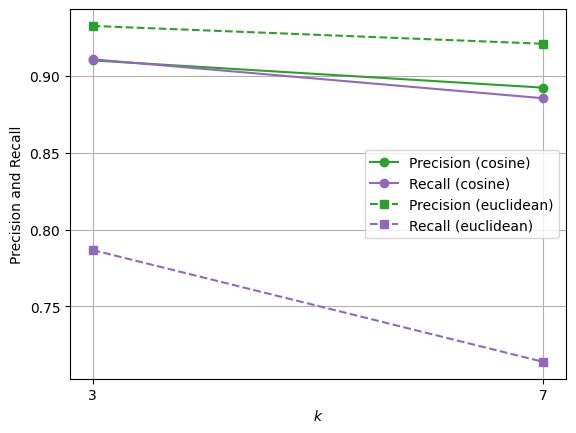 Precision and Recall
0.90
0.85
0.80
0.75
Precision (cosine)
Recall (cosine)
Precision (euclidean)
Recall (euclidean)
3
7
k